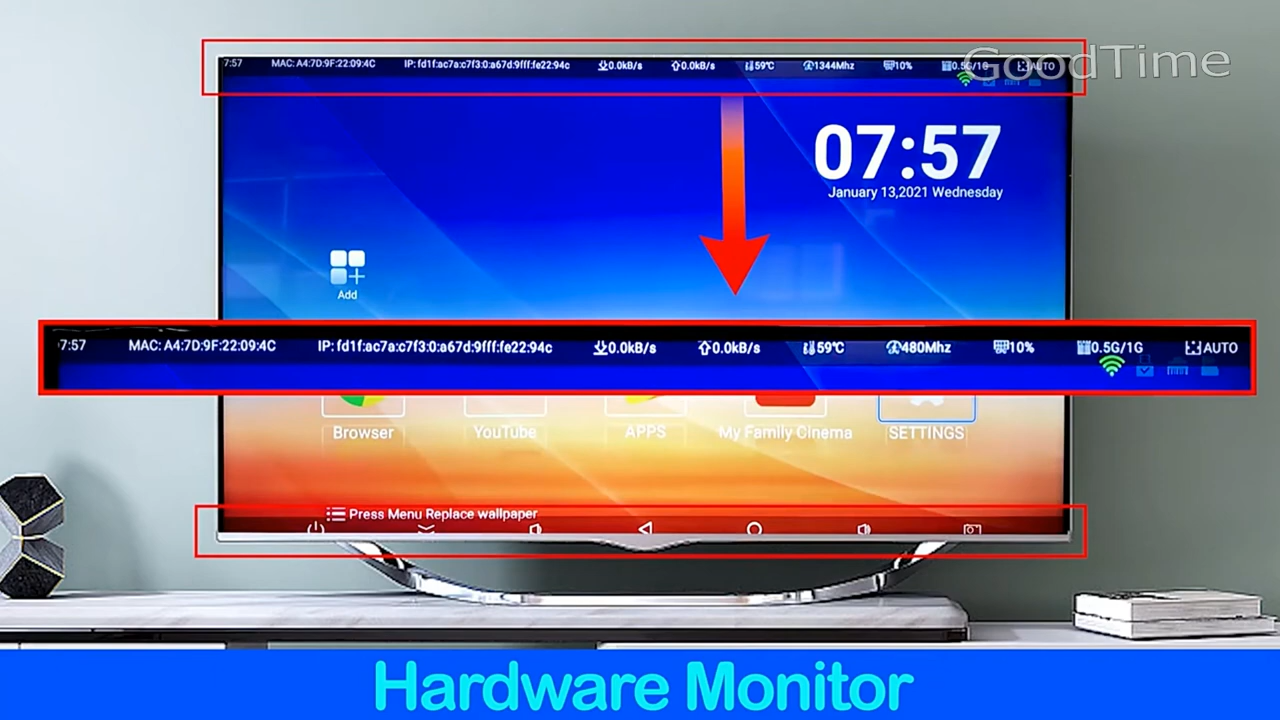 GoodTime
7:57 MAC: A4:7D:9F:22:09:4C IP: fd1f:ac7a:c7f3:0:a67d:9fff:fe22:94c 0.0kB/s 0.0kB/s 59℃ 1344Mhz 10% 0.5G/1G AUTO
07:57
January 13,2021 Wednesday
Add
7:57 MAC: A4:7D:9F:22:09:4C IP: fd1f:ac7a:c7f3:0:a67d:9fff:fe22:94c 0.0kB/s 0.0kB/s 59℃ 480Mhz 10% 0.5G/1G AUTO
Browser YouTube APPS My Family Cinema SETTINGS
Press Menu Replace wallpaper
Hardware Monitor